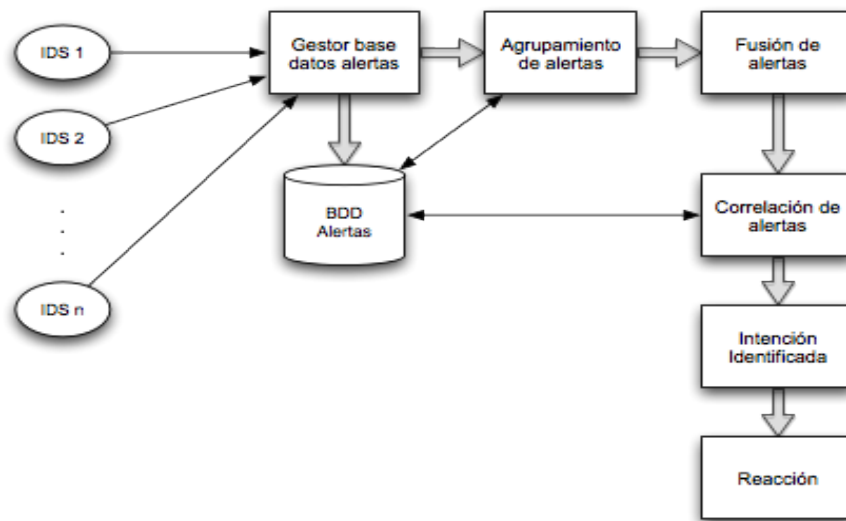 IDS 1
Gestor base
datos alertas
Agrupamiento
de alertas
Fusión de
alertas
IDS 2
BDD
Alertas
Correlación de
alertas
IDS n
Intención
Identificada
Reacción